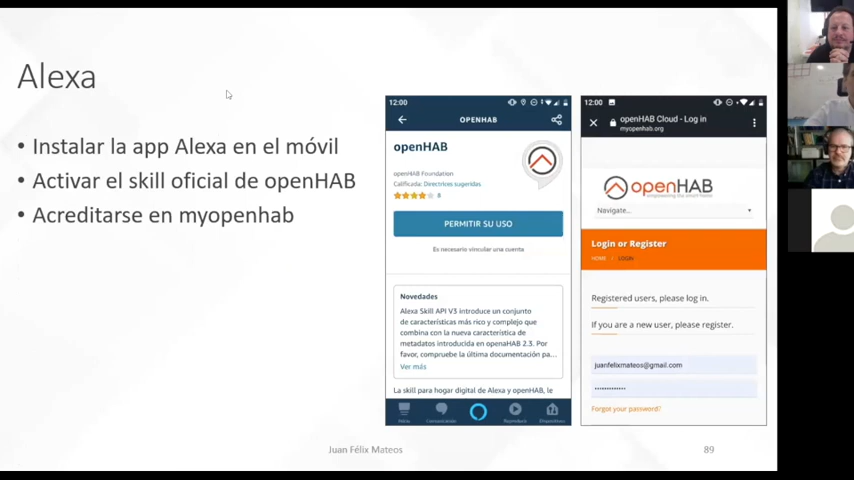 Alexa
• Instalar la app Alexa en el móvil
• Activar el skill oficial de openHAB
• Acreditarse en myopenhab
12:00
OPENHAB
openHAB
openHAB Foundation
Calificada: Directrices sugeridas
8
PERMITIR SU USO
Es necesario vincular una cuenta
Novedades
Alexa Skill API V3 introduce un conjunto
de características más rico y complejo que
combina con la nueva característica de
metadatos introducida en openaHAB 2.3. Por
favor, compruebe la última documentación pa...
Ver más
La skill para hogar digital de Alexa y openHAB, le
12:00
openHAB Cloud - Log in
myopenhab.org
openHAB
empowering the smart home
Navigate...
Login or Register
HOME / LOGIN
Registered users, please log in.
If you are a new user, please register.
juanfelixmateos@gmail.com
Forgot your password?
Juan Félix Mateos
89